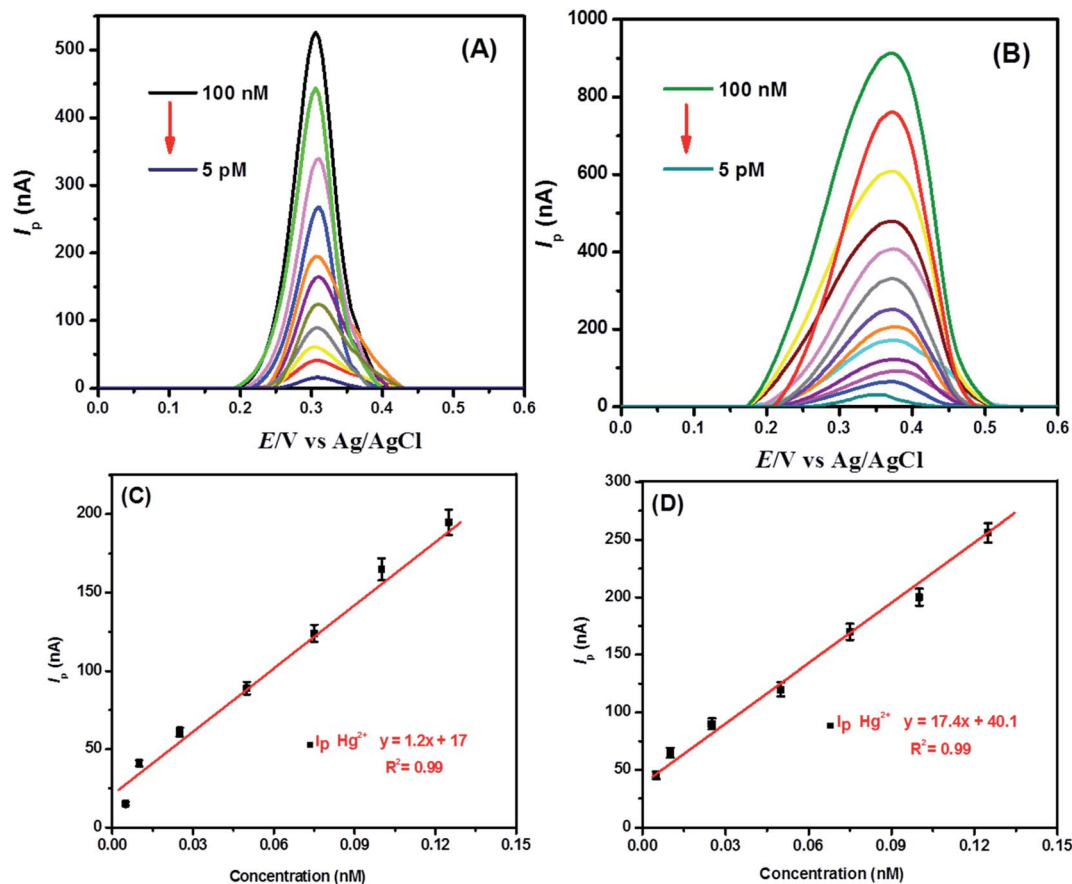 (A)
100 nM
5 pM
500
400
300
200
100
0
Ip (nA)
0.0 0.1 0.2 0.3 0.4 0.5 0.6
E/V vs Ag/AgCl
(B)
100 nM
5 pM
1000
800
600
400
200
0
Ip (nA)
0.0 0.1 0.2 0.3 0.4 0.5 0.6
E/V vs Ag/AgCl
(C)
200
150
100
50
0
Ip (nA)
Ip Hg²⁺ y = 1.2x + 17
R² = 0.99
0.00 0.03 0.06 0.09 0.12 0.15
Concentration (nM)
(D)
300
250
200
150
100
50
0
Ip (nA)
Ip Hg²⁺ y = 17.4x + 40.1
R² = 0.99
0.00 0.03 0.06 0.09 0.12 0.15
Concentration (nM)